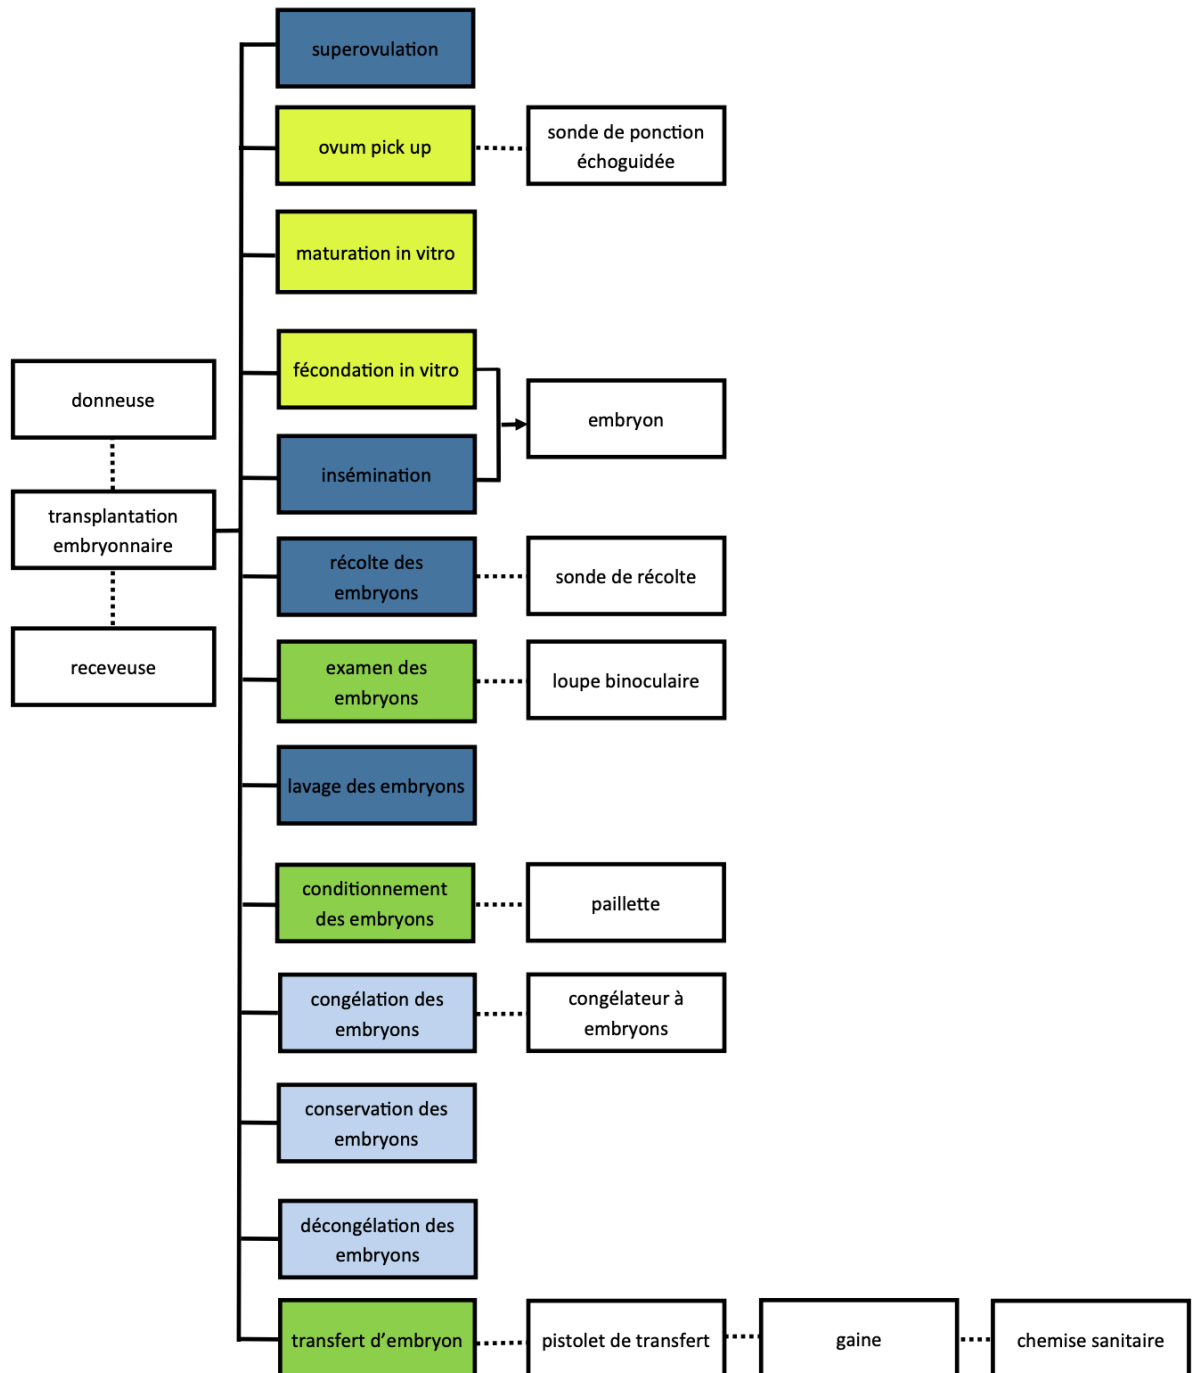 superovulation
ovum pick up
sonde de ponction
échoguidée
maturation in vitro
fécondation in vitro
donneuse
embryon
insémination
transplantation
embryonnaire
récolte des
embryons
sonde de récolte
receveuse
examen des
embryons
loupe binoculaire
lavage des embryons
conditionnement
des embryons
paillette
congélation des
embryons
congélateur à
embryons
conservation des
embryons
décongélation des
embryons
transfert d’embryon
pistolet de transfert
gaine
chemise sanitaire